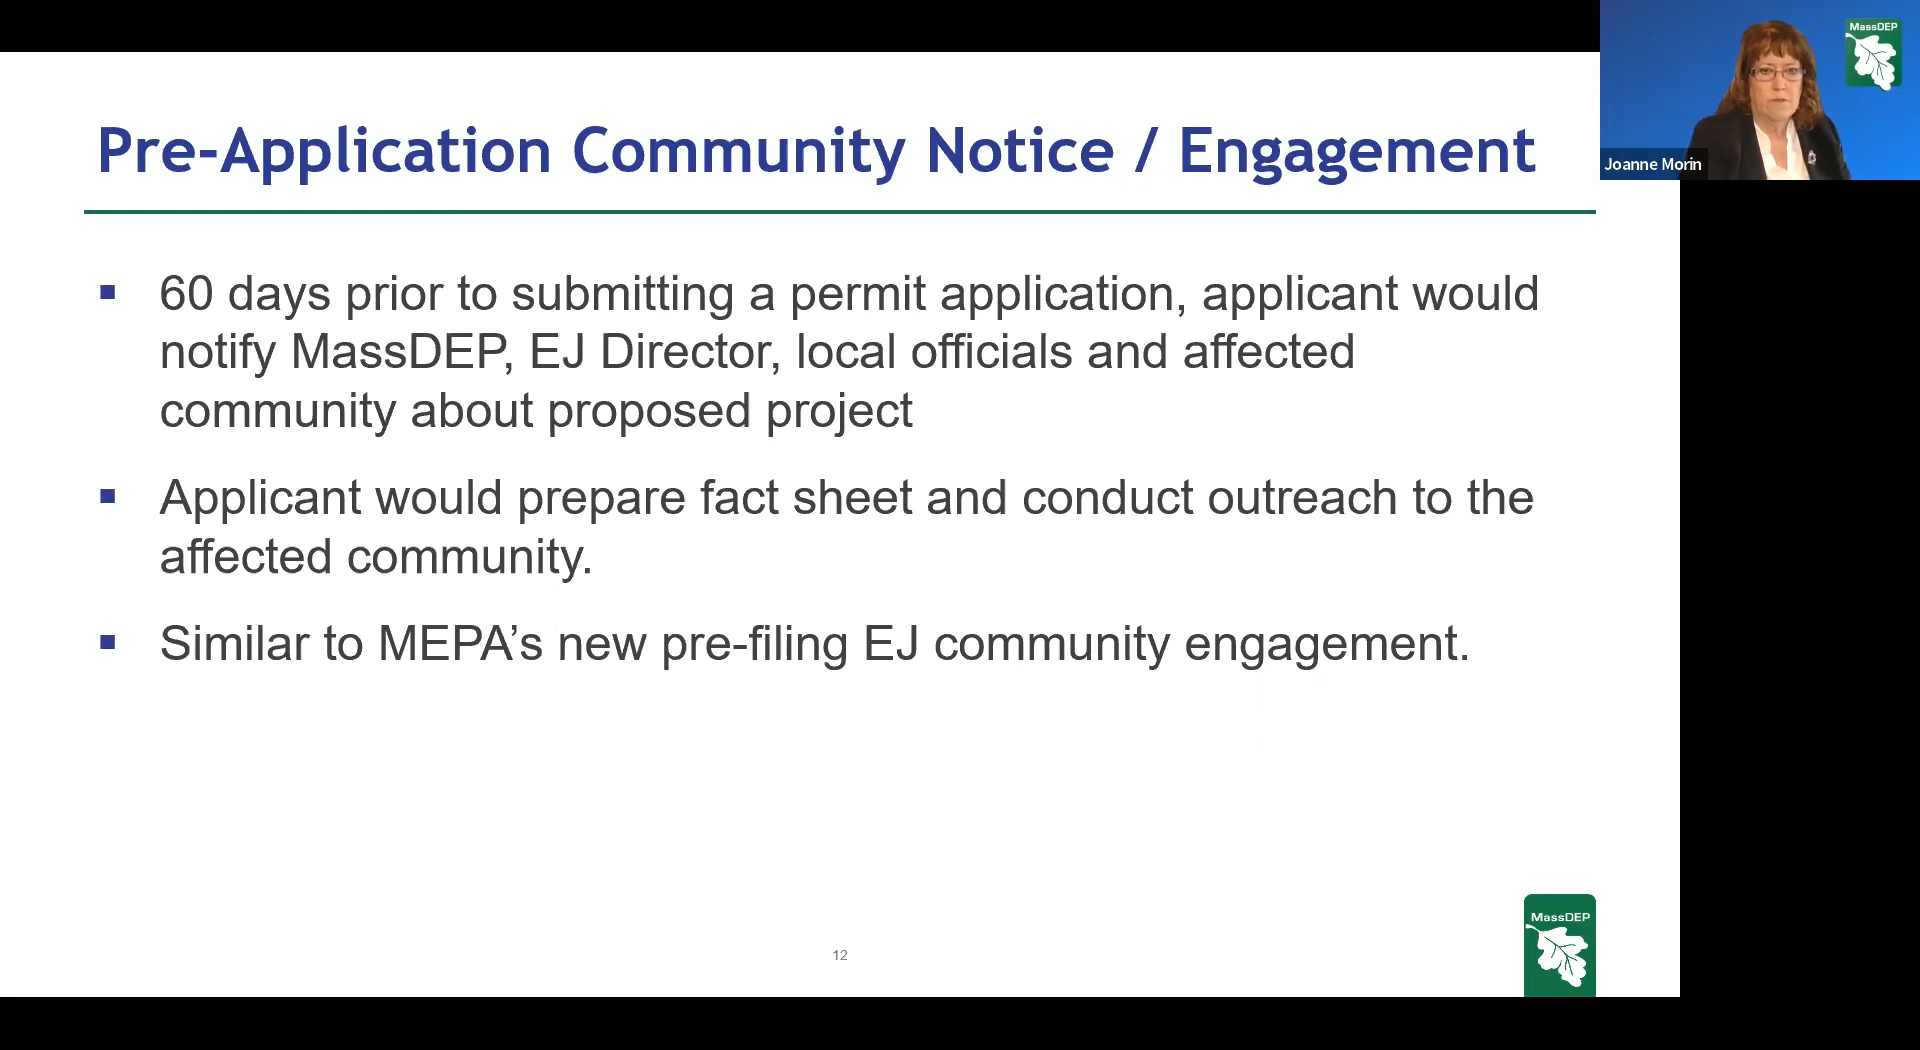 MassDEP
Joanne Morin
Pre-Application Community Notice / Engagement
▪ 60 days prior to submitting a permit application, applicant would
notify MassDEP, EJ Director, local officials and affected
community about proposed project
▪ Applicant would prepare fact sheet and conduct outreach to the
affected community.
▪ Similar to MEPA’s new pre-filing EJ community engagement.
MassDEP
12